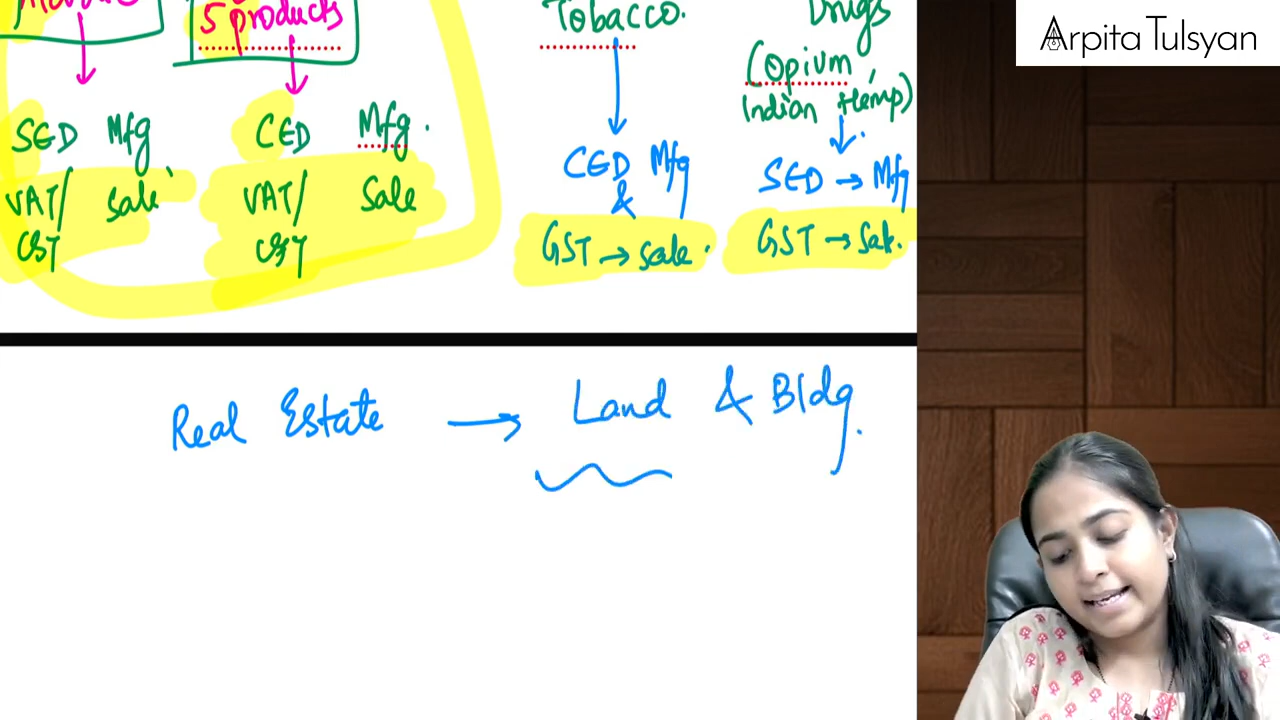 5 products
Tobacco.
Drugs
(opium,
Indian Hemp)
SED Mfg
VAT/ Sale
CST
CED Mfg.
VAT/ Sale
CST
CED Mfg
&
GST → sale.
SED → Mfg
GST → Sale.
Real Estate → Land & Bldg.
Arpita Tulsyan